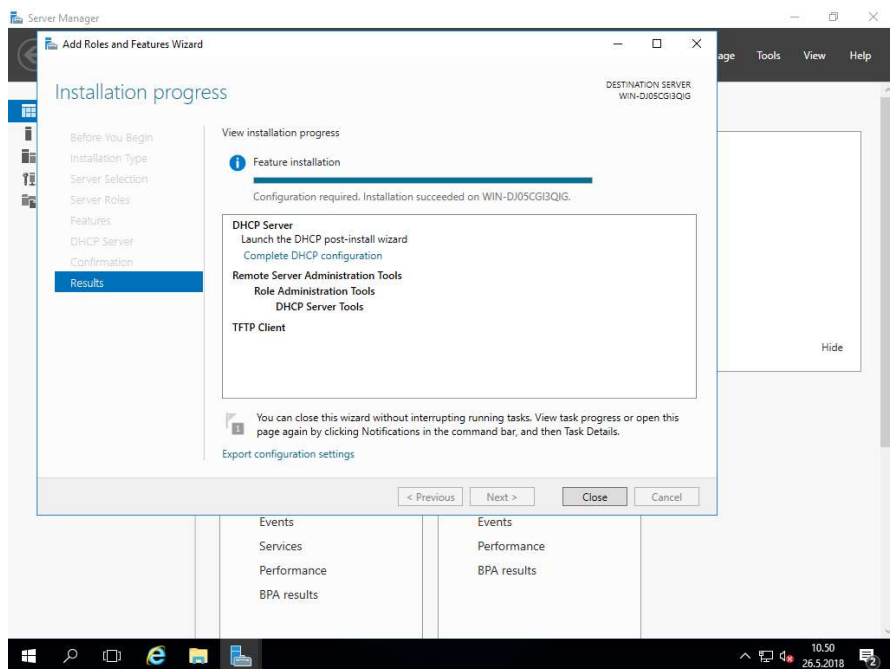 Server Manager
Add Roles and Features Wizard
age Tools View Help
Installation progress
DESTINATION SERVER
WIN-DJ05CGI3QIG
Before You Begin
Installation Type
Server Selection
Server Roles
Features
DHCP Server
Confirmation
Results
View installation progress
Feature installation
Configuration required. Installation succeeded on WIN-DJ05CGI3QIG.
DHCP Server
Launch the DHCP post-install wizard
Complete DHCP configuration
Remote Server Administration Tools
Role Administration Tools
DHCP Server Tools
TFTP Client
Hide
1
You can close this wizard without interrupting running tasks. View task progress or open this
page again by clicking Notifications in the command bar, and then Task Details.
Export configuration settings
< Previous Next > Close Cancel
Events
Services
Performance
BPA results
Events
Performance
BPA results
10.50
26.5.2018
2